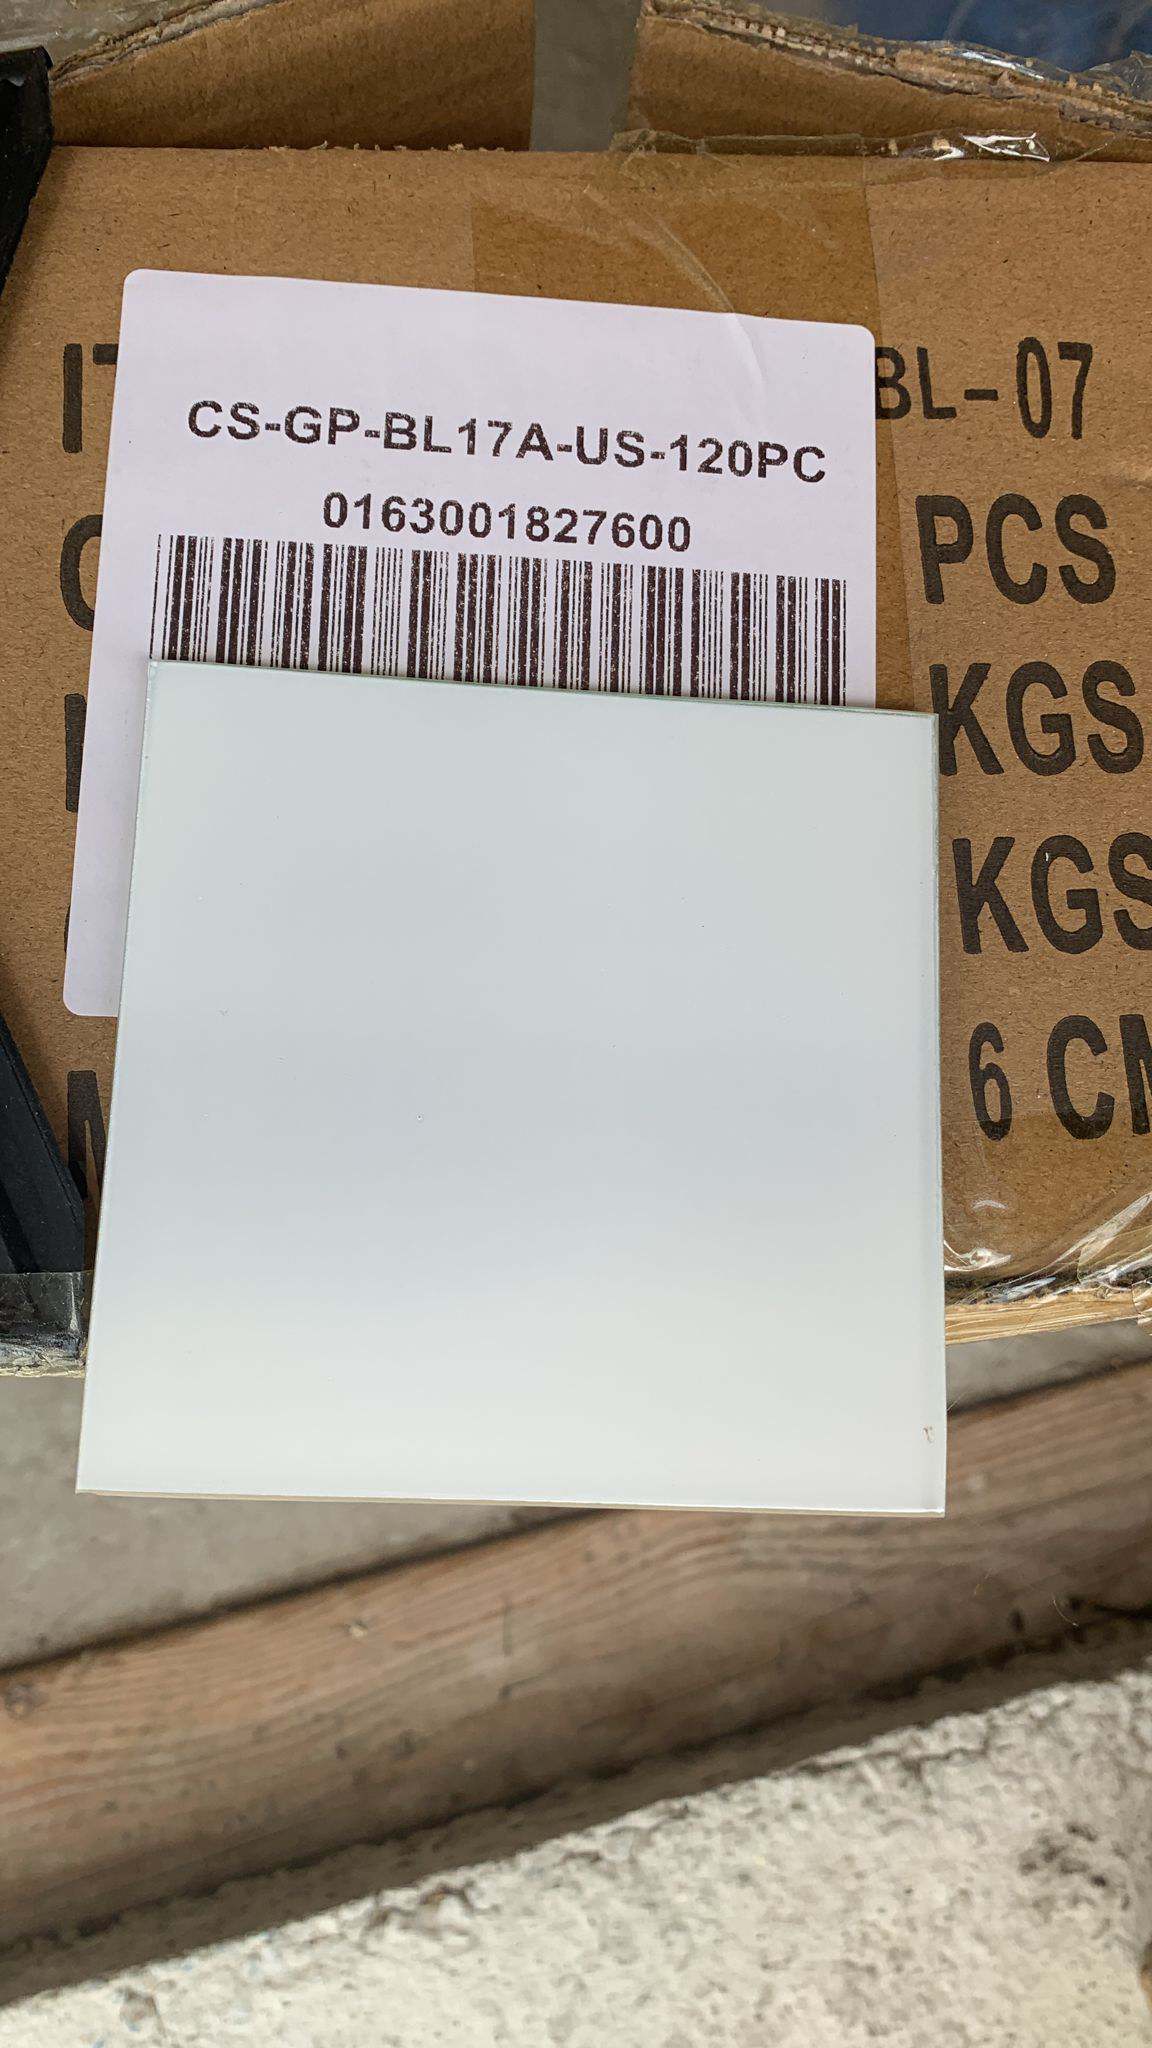 BL-07
CS-GP-BL17A-US-120PC
0163001827600
PCS
KGS
KGS
6 CM